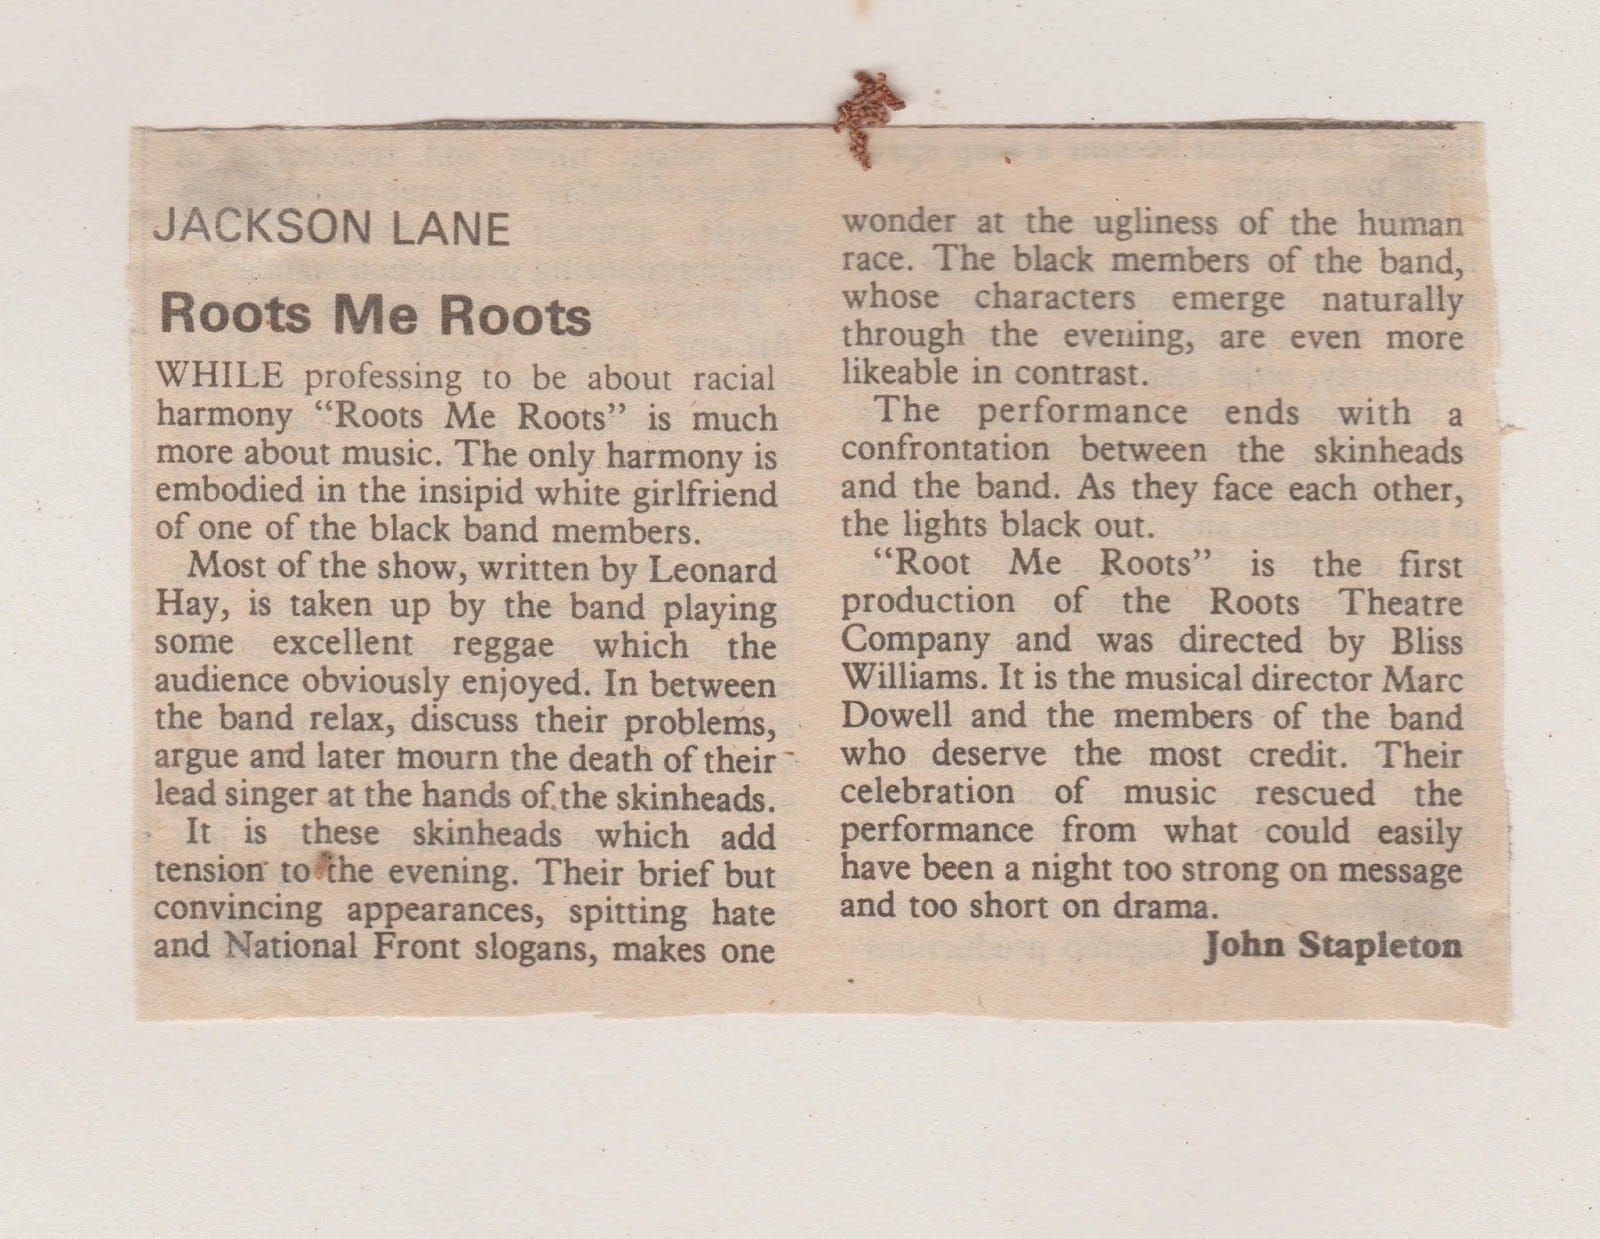 JACKSON LANE
Roots Me Roots
WHILE professing to be about racial
harmony “Roots Me Roots” is much
more about music. The only harmony is
embodied in the insipid white girlfriend
of one of the black band members.
Most of the show, written by Leonard
Hay, is taken up by the band playing
some excellent reggae which the
audience obviously enjoyed. In between
the band relax, discuss their problems,
argue and later mourn the death of their
lead singer at the hands of the skinheads.
It is these skinheads which add
tension to the evening. Their brief but
convincing appearances, spitting hate
and National Front slogans, makes one
wonder at the ugliness of the human
race. The black members of the band,
whose characters emerge naturally
through the evening, are even more
likeable in contrast.
The performance ends with a
confrontation between the skinheads
and the band. As they face each other,
the lights black out.
“Root Me Roots” is the first
production of the Roots Theatre
Company and was directed by Bliss
Williams. It is the musical director Marc
Dowell and the members of the band
who deserve the most credit. Their
celebration of music rescued the
performance from what could easily
have been a night too strong on message
and too short on drama.
John Stapleton